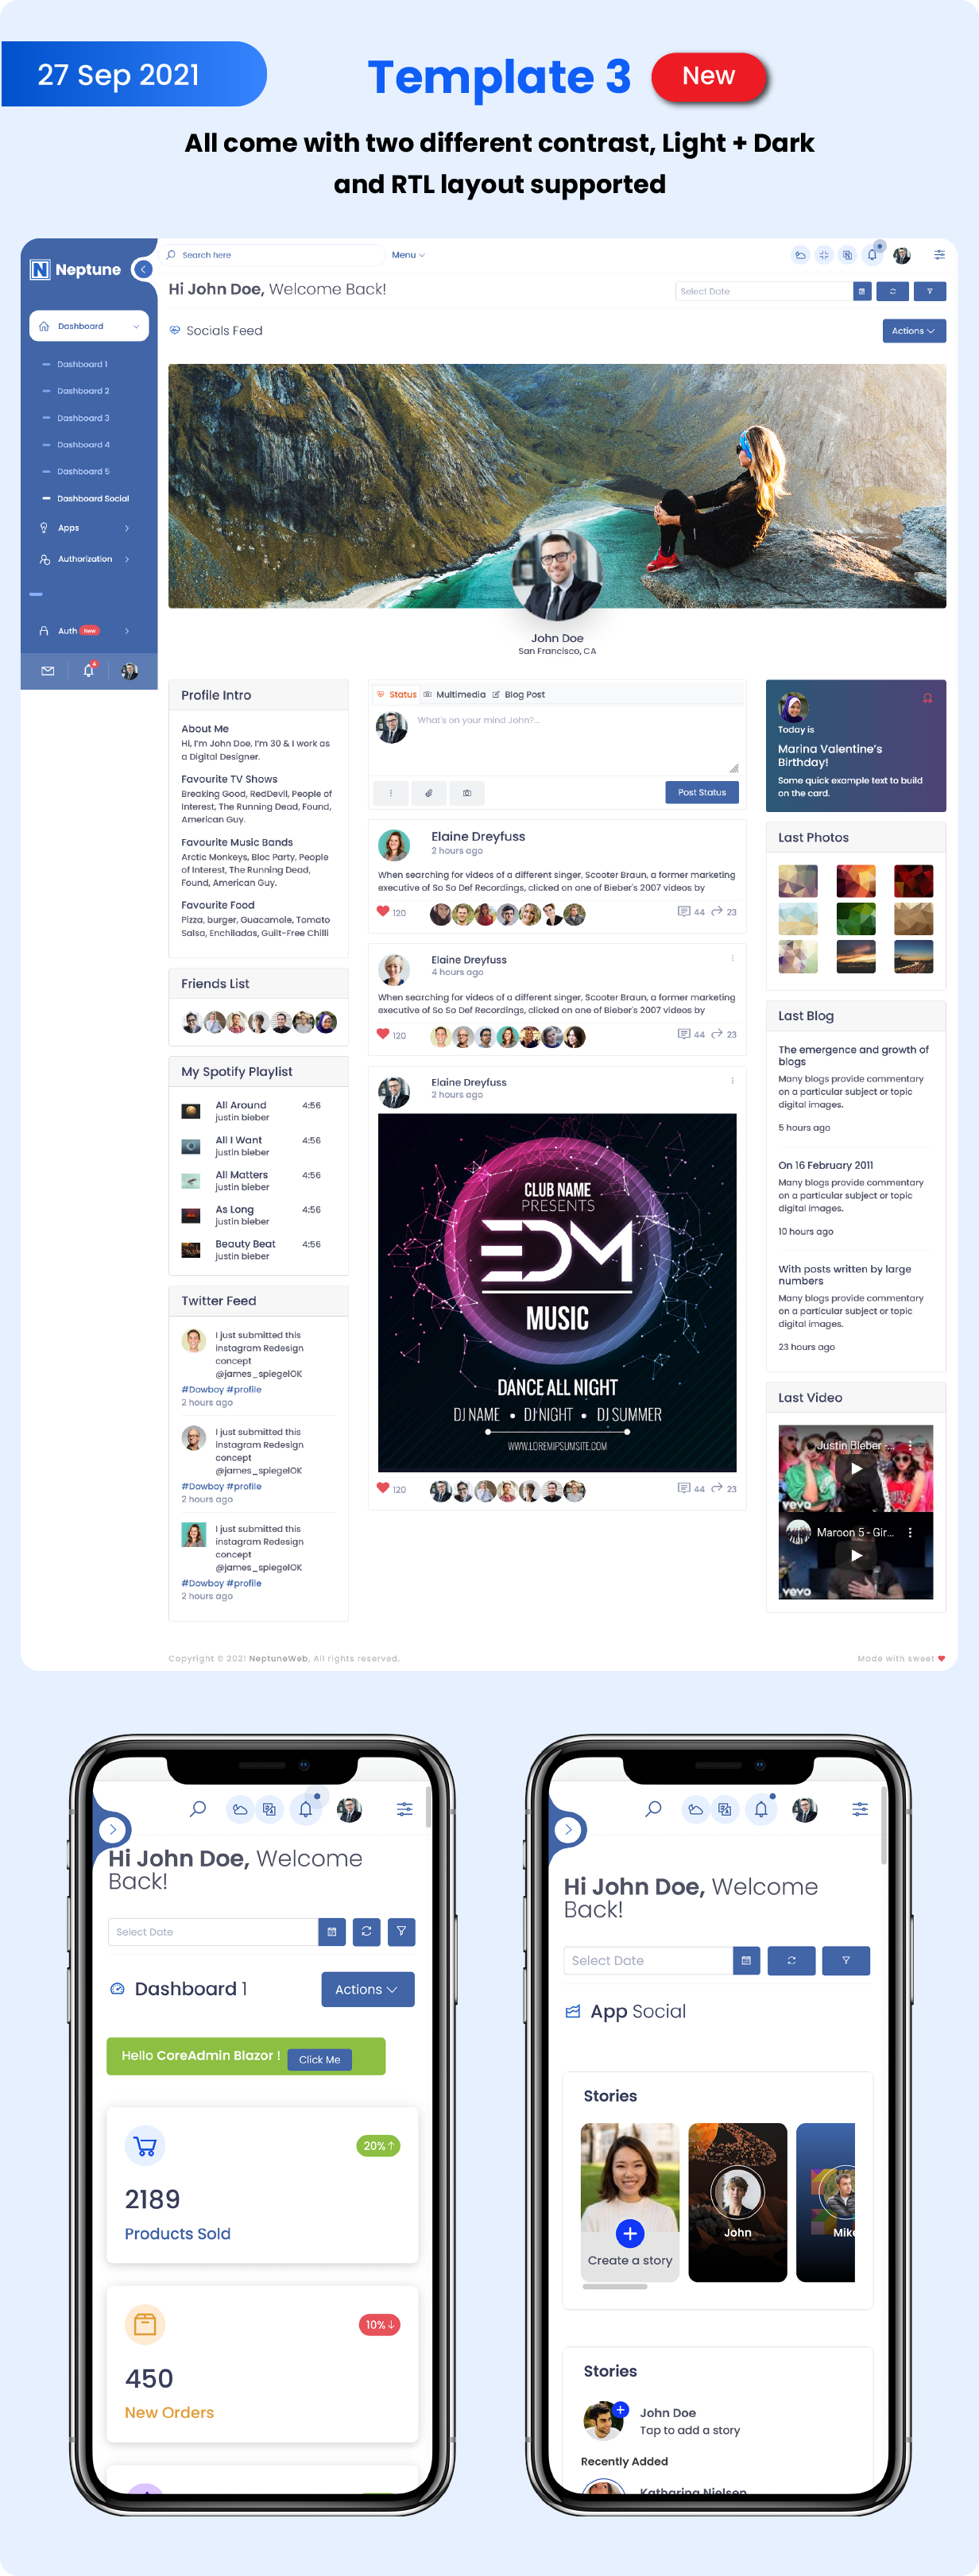 27 Sep 2021
Template 3
New
All come with two different contrast, Light + Dark
and RTL layout supported
N Neptune
Search here
Menu
Hi John Doe, Welcome Back!
Select Date
Socials Feed
Actions
Dashboard
Dashboard 1
Dashboard 2
Dashboard 3
Dashboard 4
Dashboard 5
Dashboard Social
Apps
Authorization
Auth New
4
John Doe
San Francisco, CA
Profile Intro
About Me
Hi, I'm John Doe, I'm 30 & I work as
a Digital Designer.
Favourite TV Shows
Breaking Good, RedDevil, People of
Interest, The Running Dead, Found,
American Guy.
Favourite Music Bands
Arctic Monkeys, Bloc Party, People
of Interest, The Running Dead,
Found, American Guy.
Favourite Food
Pizza, burger, Guacamole, Tomato
Salsa, Enchiladas, Guilt-Free Chilli
Friends List
My Spotify Playlist
All Around 4:56
justin bieber
All I Want 4:56
justin bieber
All Matters 4:56
justin bieber
As Long 4:56
justin bieber
Beauty Beat 4:56
justin bieber
Twitter Feed
I just submitted this
instagram Redesign
concept
@james_spiegelOK
#Dowboy #profile
2 hours ago
I just submitted this
instagram Redesign
concept
@james_spiegelOK
#Dowboy #profile
2 hours ago
I just submitted this
instagram Redesign
concept
@james_spiegelOK
#Dowboy #profile
2 hours ago
Status Multimedia Blog Post
What's on your mind John?...
Post Status
Elaine Dreyfuss
2 hours ago
When searching for videos of a different singer, Scooter Braun, a former marketing
executive of So So Def Recordings, clicked on one of Bieber's 2007 videos by
120 44 23
Elaine Dreyfuss
4 hours ago
When searching for videos of a different singer, Scooter Braun, a former marketing
executive of So So Def Recordings, clicked on one of Bieber's 2007 videos by
120 44 23
Elaine Dreyfuss
2 hours ago
CLUB NAME
PRESENTS
EDM
MUSIC
DANCE ALL NIGHT
DJ NAME • DJ NIGHT • DJ SUMMER
WWW.LOREMIPSUMSITE.COM
120 44 23
Today is
Marina Valentine's
Birthday!
Some quick example text to build
on the card.
Last Photos
Last Blog
The emergence and growth of
blogs
Many blogs provide commentary
on a particular subject or topic
digital images.
5 hours ago
On 16 February 2011
Many blogs provide commentary
on a particular subject or topic
digital images.
10 hours ago
With posts written by large
numbers
Many blogs provide commentary
on a particular subject or topic
digital images.
23 hours ago
Last Video
Justin Bieber -...
vevo
Maroon 5 - Gir...
vevo
Copyright © 2021 NeptuneWeb, All rights reserved.
Made with sweet
Hi John Doe, Welcome
Back!
Select Date
Dashboard 1
Actions
Hello CoreAdmin Blazor !
Click Me
20%↑
2189
Products Sold
10%↓
450
New Orders
Hi John Doe, Welcome
Back!
Select Date
App Social
Stories
Create a story
John
Mike
Stories
John Doe
Tap to add a story
Recently Added
Katharina Nielsen